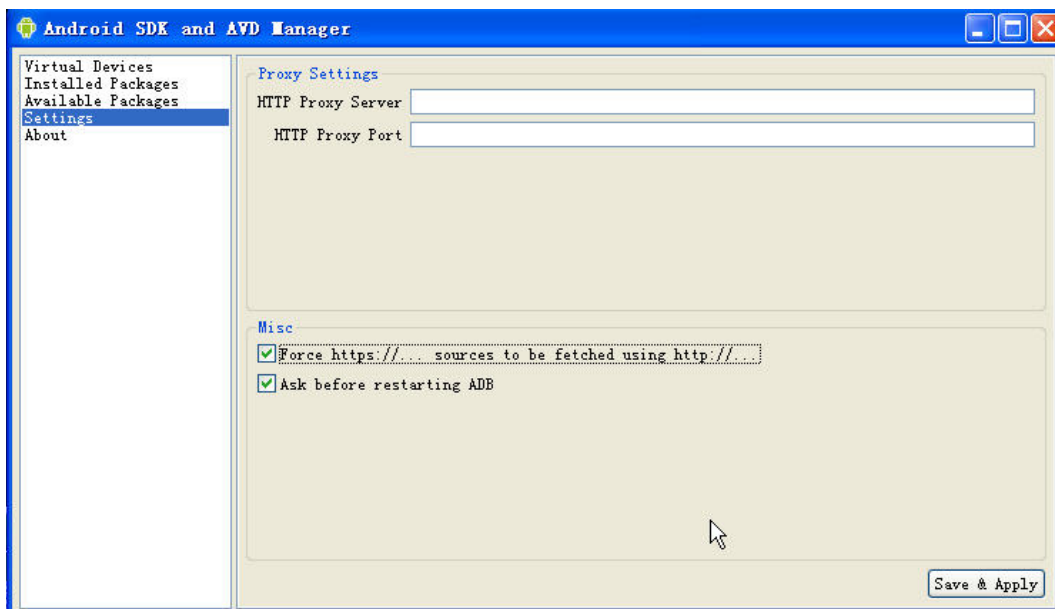 Android SDK and AVD Manager
Virtual Devices
Installed Packages
Available Packages
Settings
About
Proxy Settings
HTTP Proxy Server
HTTP Proxy Port
Misc
Force https://... sources to be fetched using http://...
Ask before restarting ADB
Save & Apply